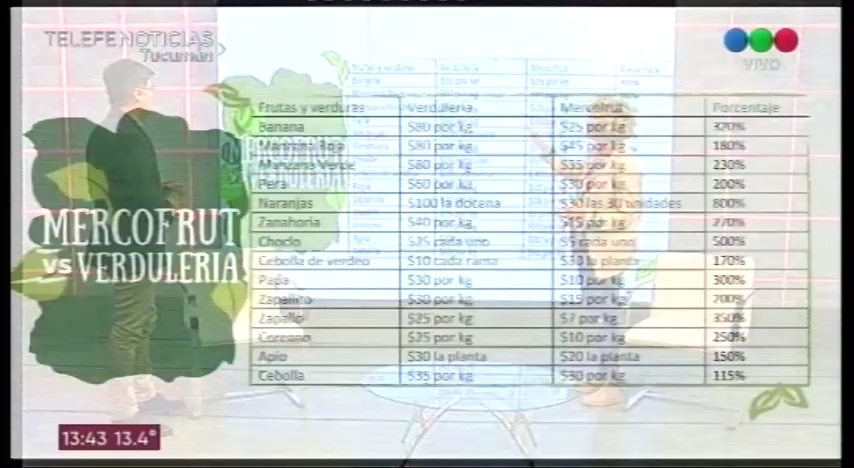 TELEFENOTICIAS
Tucumán
VIVO
MERCOFRUT
VS VERDULERIA
Frutas y verduras Verduleria Mercofrut Porcentaje
Banana $80 por kg $25 por kg 320%
Manzana Roja $80 por kg $45 por kg 180%
Manzana Verde $80 por kg $35 por kg 230%
Pera $60 por kg $30 por kg 200%
Naranjas $100 la docena $30 las 30 unidades 800%
Zanahoria $40 por kg $15 por kg 270%
Choclo $25 cada uno $5 cada uno 500%
Cebolla de verdeo $10 cada rama $30 la planta 170%
Papa $30 por kg $10 por kg 300%
Zapallito $30 por kg $15 por kg 200%
Zapallo $25 por kg $7 por kg 350%
Coreano $25 por kg $10 por kg 250%
Apio $30 la planta $20 la planta 150%
Cebolla $35 por kg $30 por kg 115%
13:43 13.4°